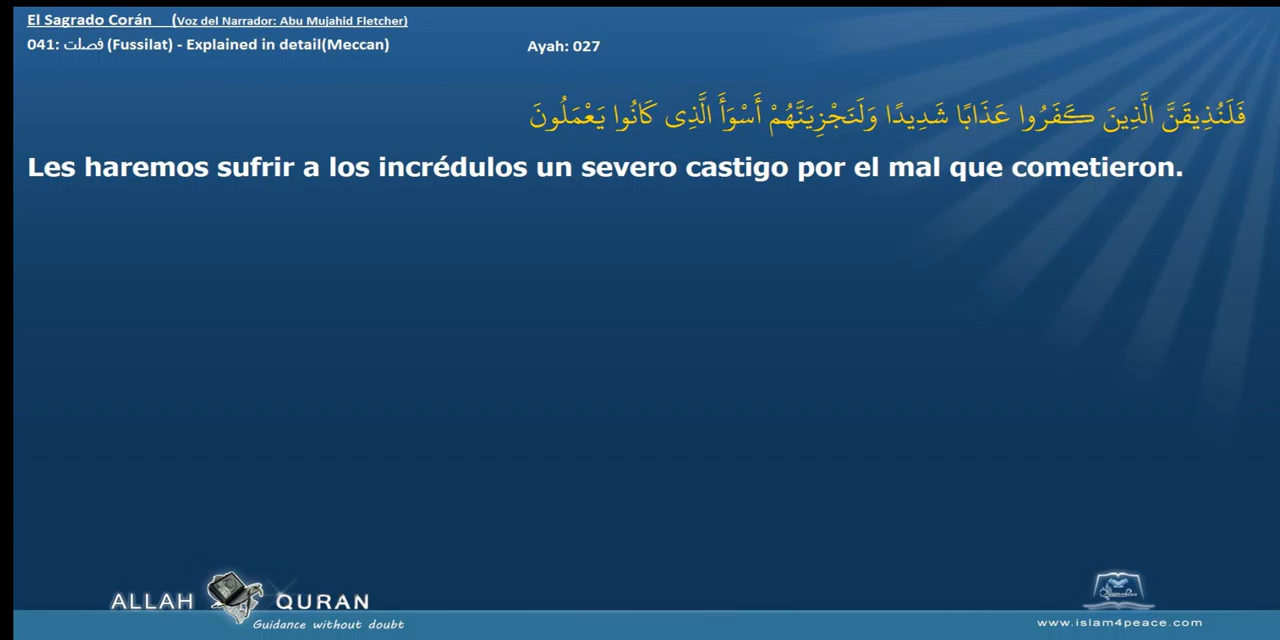 El Sagrado Corán (Voz del Narrador: Abu Mujahid Fletcher)
041: فصلت (Fussilat) - Explained in detail(Meccan) Ayah: 027
فَلَنُذِيقَنَّ الَّذِينَ كَفَرُوا عَذَابًا شَدِيدًا وَلَنَجْزِيَنَّهُمْ أَسْوَأَ الَّذِى كَانُوا يَعْمَلُونَ
Les haremos sufrir a los incrédulos un severo castigo por el mal que cometieron.
ALLAH QURAN
Guidance without doubt
www.islam4peace.com